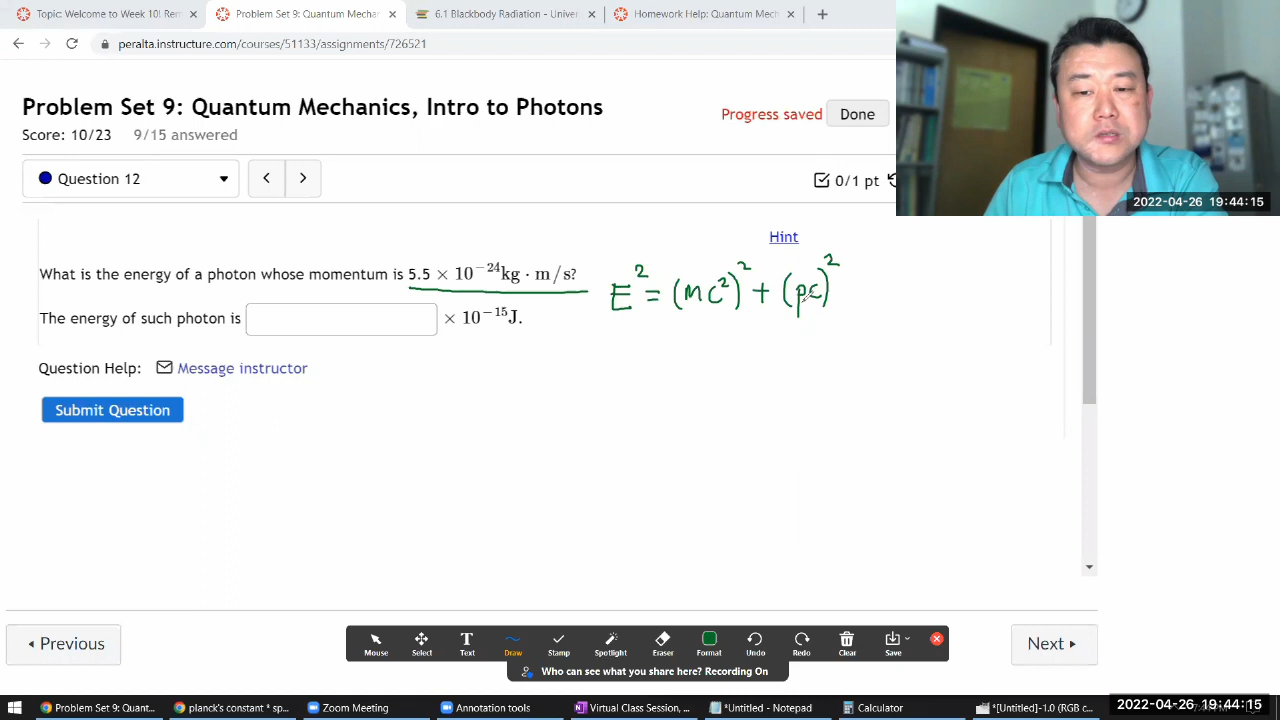 Topic: Welcome to Week 10! Rem
Problem Set 9: Quantum Mechanic
6.1 Blackbody Radiation - Univer
Homework Help: Quantum Mech
peralta.instructure.com/courses/51133/assignments/726521
2022-04-26 19:44:15
Problem Set 9: Quantum Mechanics, Intro to Photons
Score: 10/23 9/15 answered
Progress saved
Done
Question 12
0/1 pt
Hint
What is the energy of a photon whose momentum is 5.5 × 10⁻²⁴kg · m/s?
E² = (mc²)² + (pc)²
The energy of such photon is × 10⁻¹⁵J.
Question Help: Message instructor
Submit Question
Previous
Next
Mouse Select Text Draw Stamp Spotlight Eraser Format Undo Redo Clear Save
Who can see what you share here? Recording On
Problem Set 9: Quant... planck's constant * sp... Zoom Meeting Annotation tools Virtual Class Session, ... *Untitled - Notepad Calculator *[Untitled]-1.0 (RGB c...
2022-04-26 19:44:15